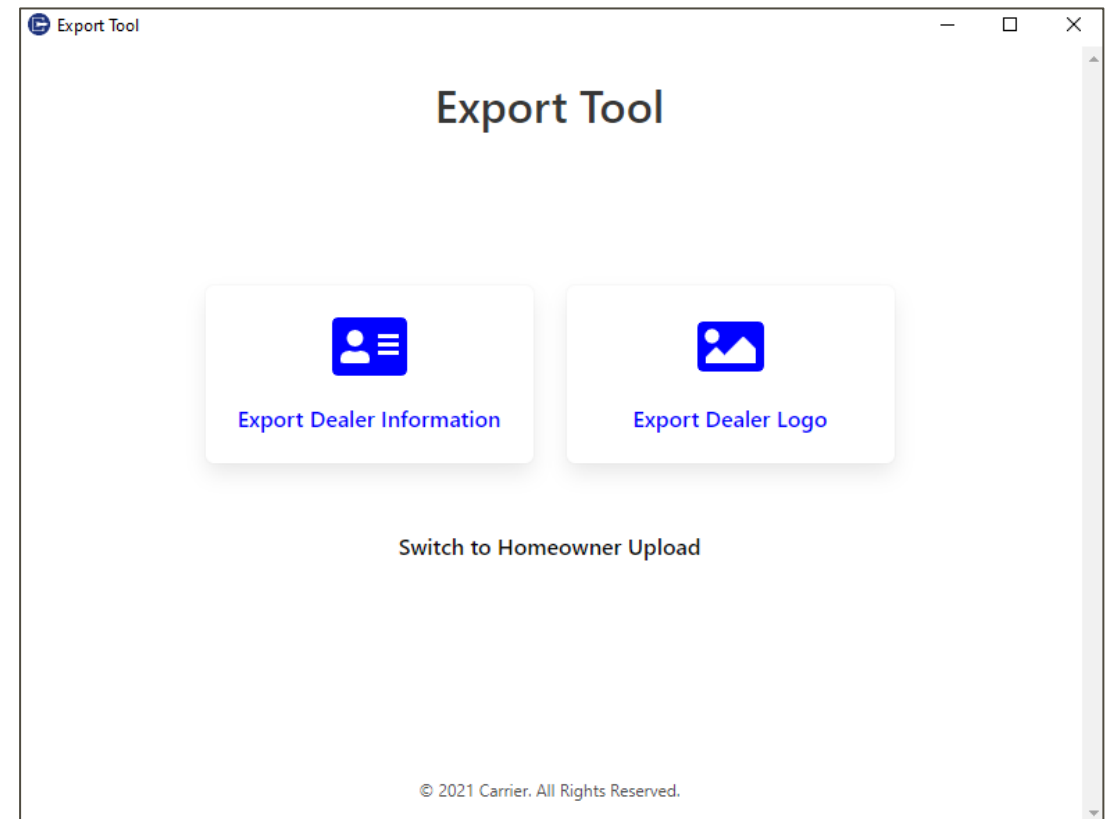 Export Tool
Export Tool
Export Dealer Information
Export Dealer Logo
Switch to Homeowner Upload
© 2021 Carrier. All Rights Reserved.